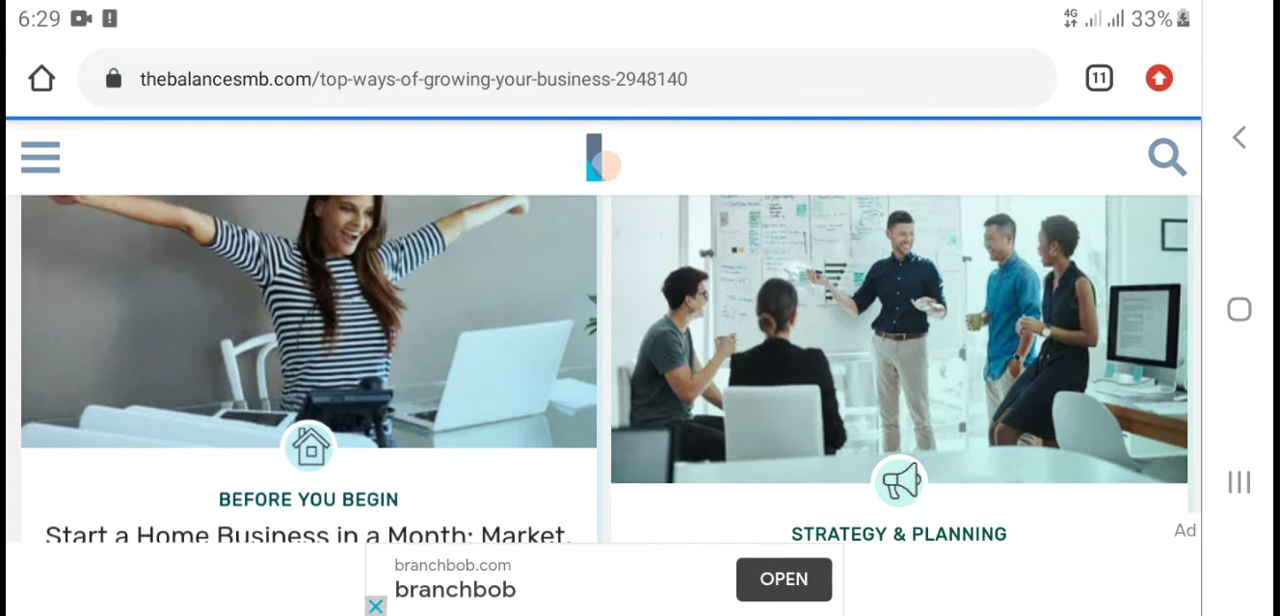 6:29
4G 33%
thebalancesmb.com/top-ways-of-growing-your-business-2948140
11
BEFORE YOU BEGIN
Start a Home Business in a Month: Market,
STRATEGY & PLANNING
Ad
branchbob.com
branchbob
OPEN